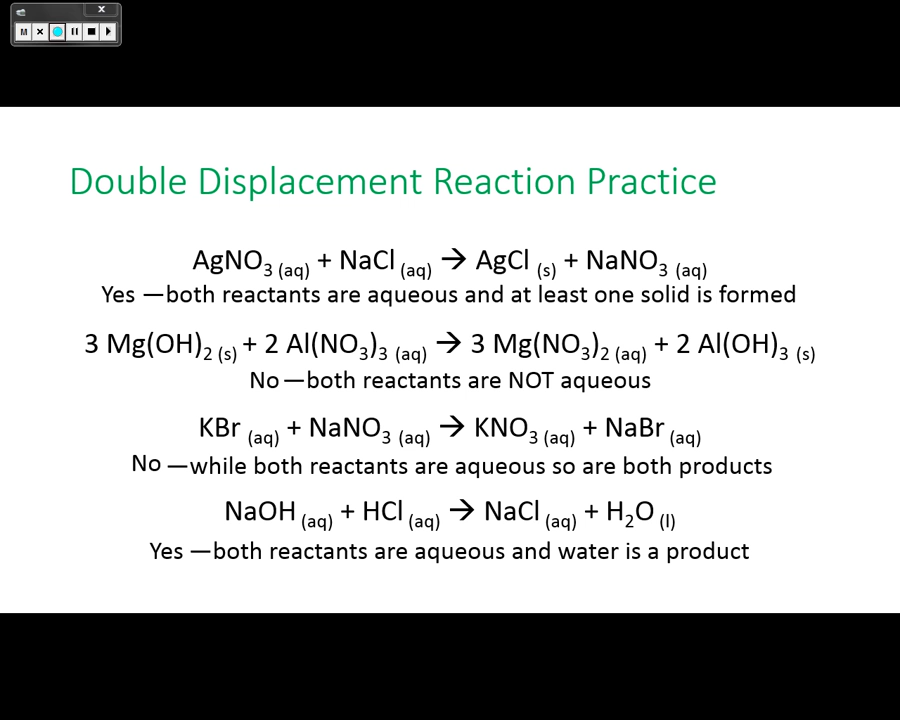 M
Double Displacement Reaction Practice
AgNO₃ (aq) + NaCl (aq) → AgCl (s) + NaNO₃ (aq)
Yes —both reactants are aqueous and at least one solid is formed
3 Mg(OH)₂ (s) + 2 Al(NO₃)₃ (aq) → 3 Mg(NO₃)₂ (aq) + 2 Al(OH)₃ (s)
No —both reactants are NOT aqueous
KBr (aq) + NaNO₃ (aq) → KNO₃ (aq) + NaBr (aq)
No —while both reactants are aqueous so are both products
NaOH (aq) + HCl (aq) → NaCl (aq) + H₂O (l)
Yes —both reactants are aqueous and water is a product